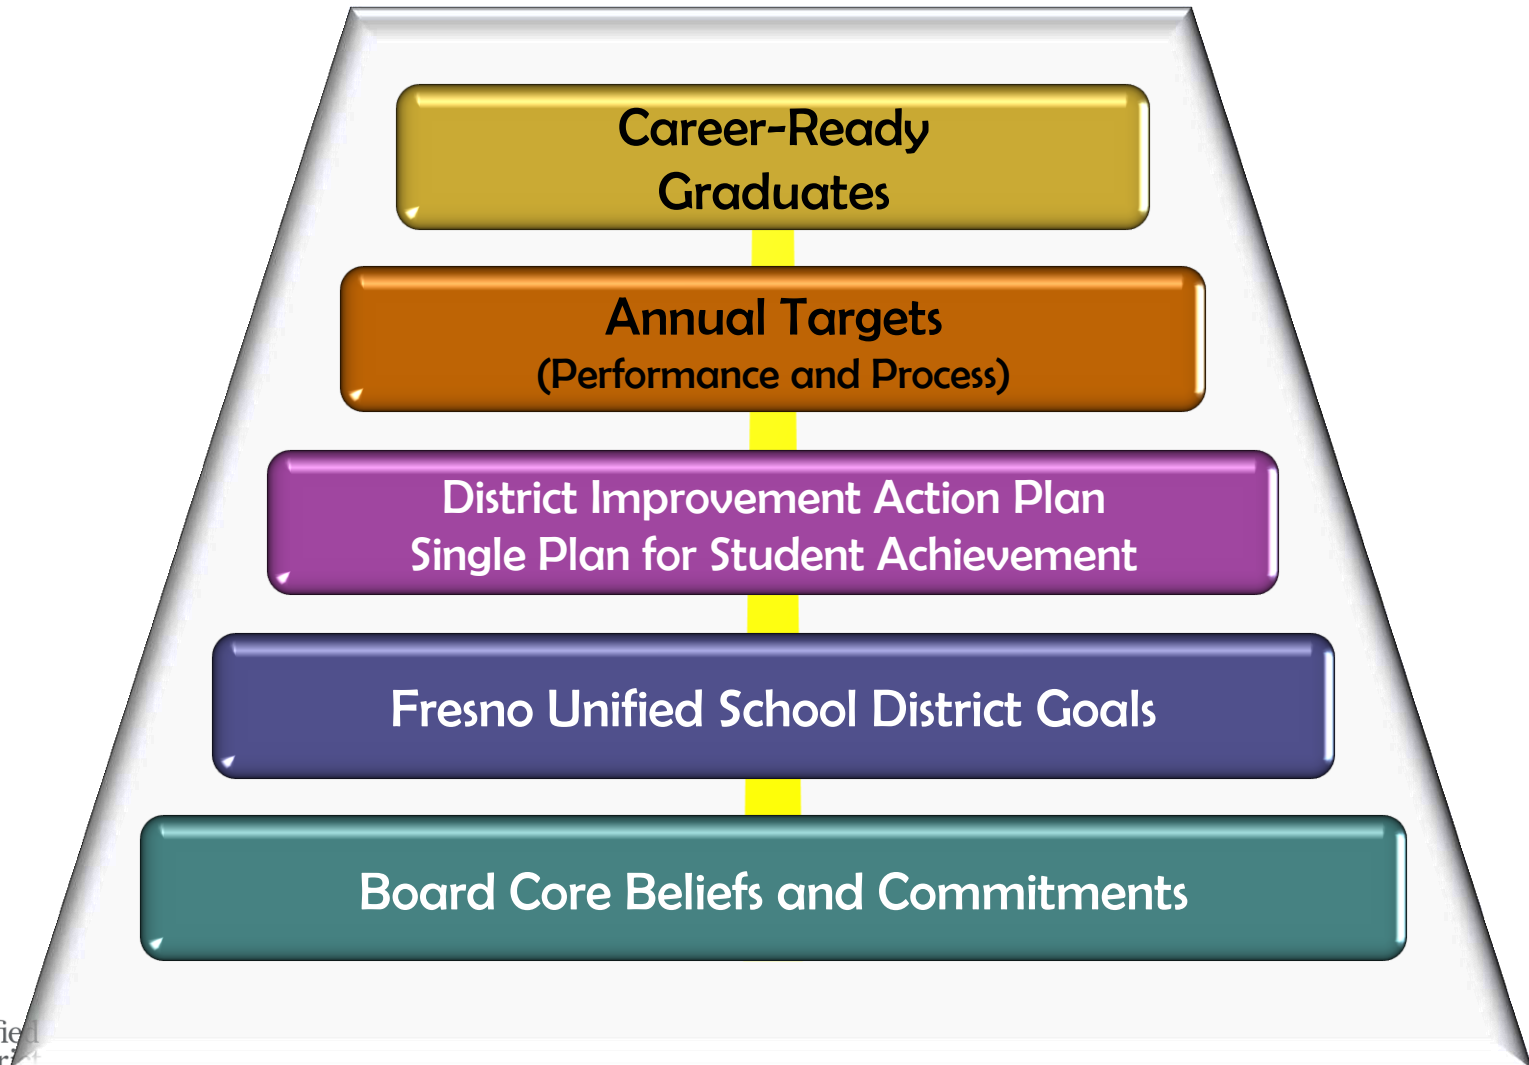 Career-Ready
Graduates
Annual Targets
(Performance and Process)
District Improvement Action Plan
Single Plan for Student Achievement
Fresno Unified School District Goals
Board Core Beliefs and Commitments